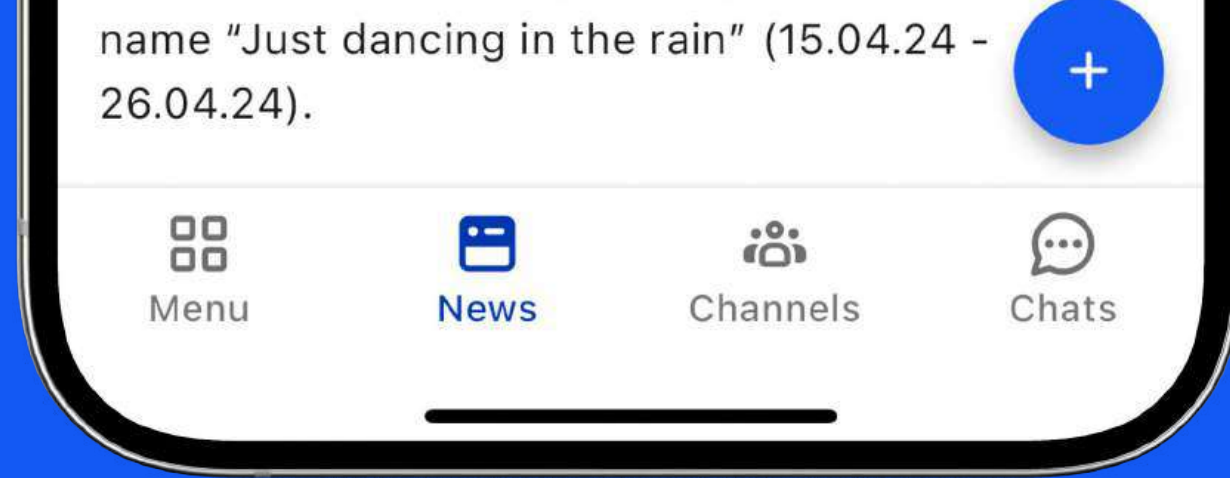 name “Just dancing in the rain” (15.04.24 -
26.04.24).
Menu
News
Channels
Chats